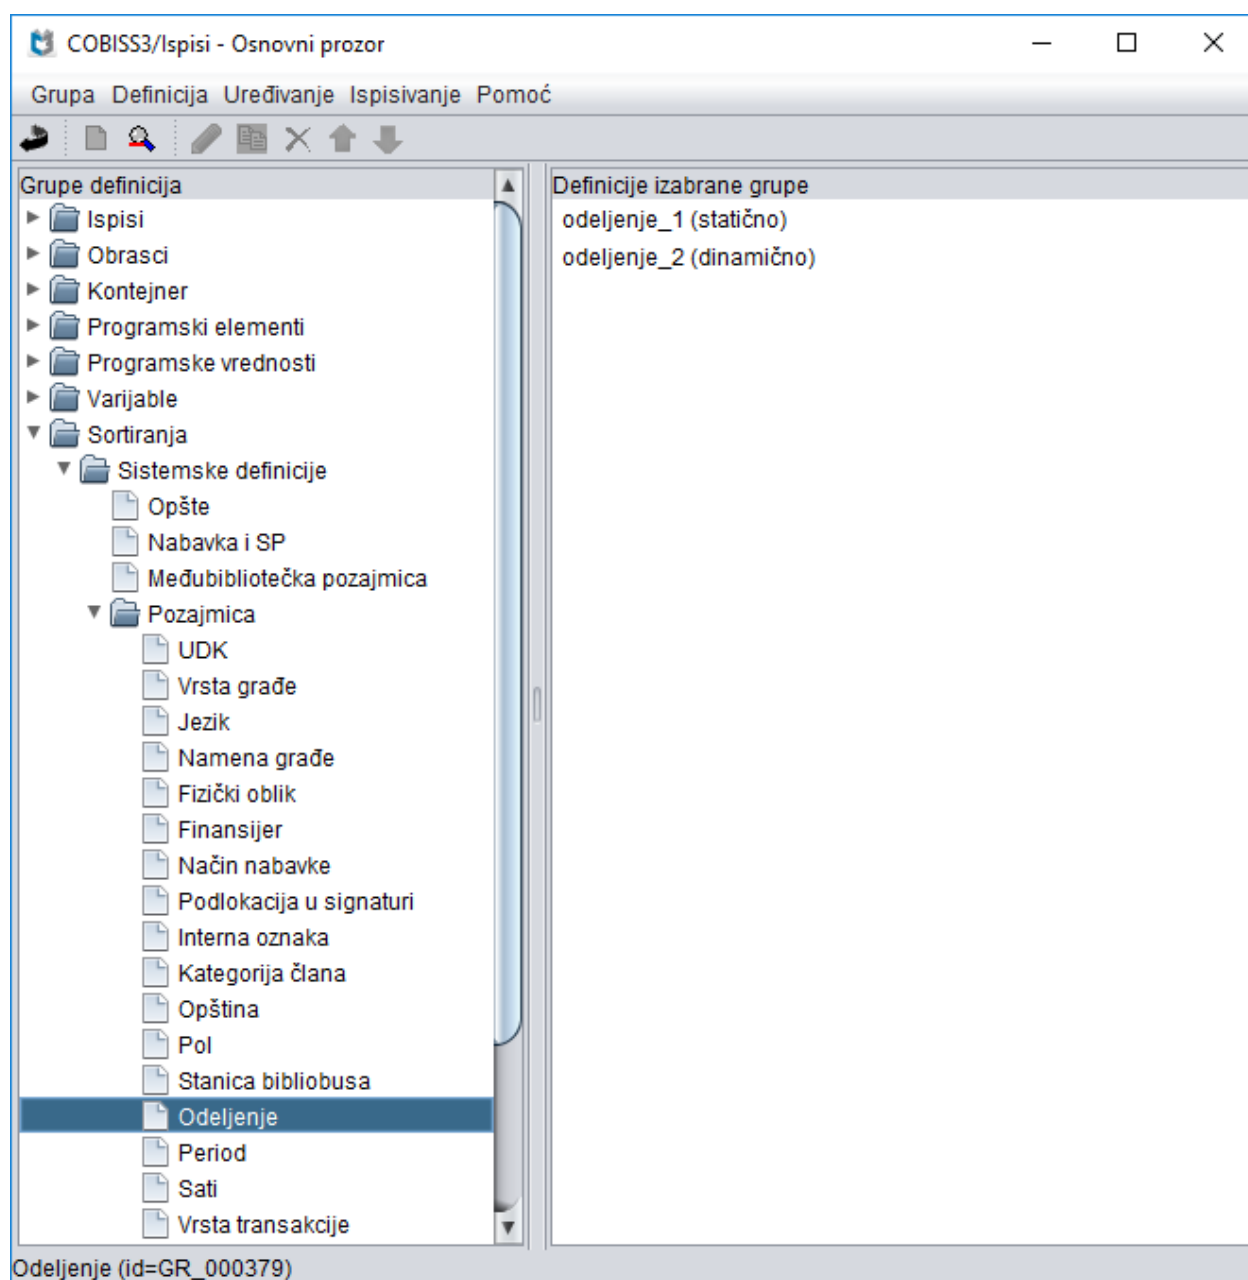 COBISS3/Ispisi - Osnovni prozor
Grupa Definicija Uređivanje Ispisivanje Pomoć
Grupe definicija
Ispisi
Obrasci
Kontejner
Programski elementi
Programske vrednosti
Varijable
Sortiranja
Sistemske definicije
Opšte
Nabavka i SP
Međubibliotečka pozajmica
Pozajmica
UDK
Vrsta građe
Jezik
Namena građe
Fizički oblik
Finansijer
Način nabavke
Podlokacija u signaturi
Interna oznaka
Kategorija člana
Opština
Pol
Stanica bibliobusa
Odeljenje
Period
Sati
Vrsta transakcije
Definicije izabrane grupe
odeljenje_1 (statično)
odeljenje_2 (dinamično)
Odeljenje (id=GR_000379)